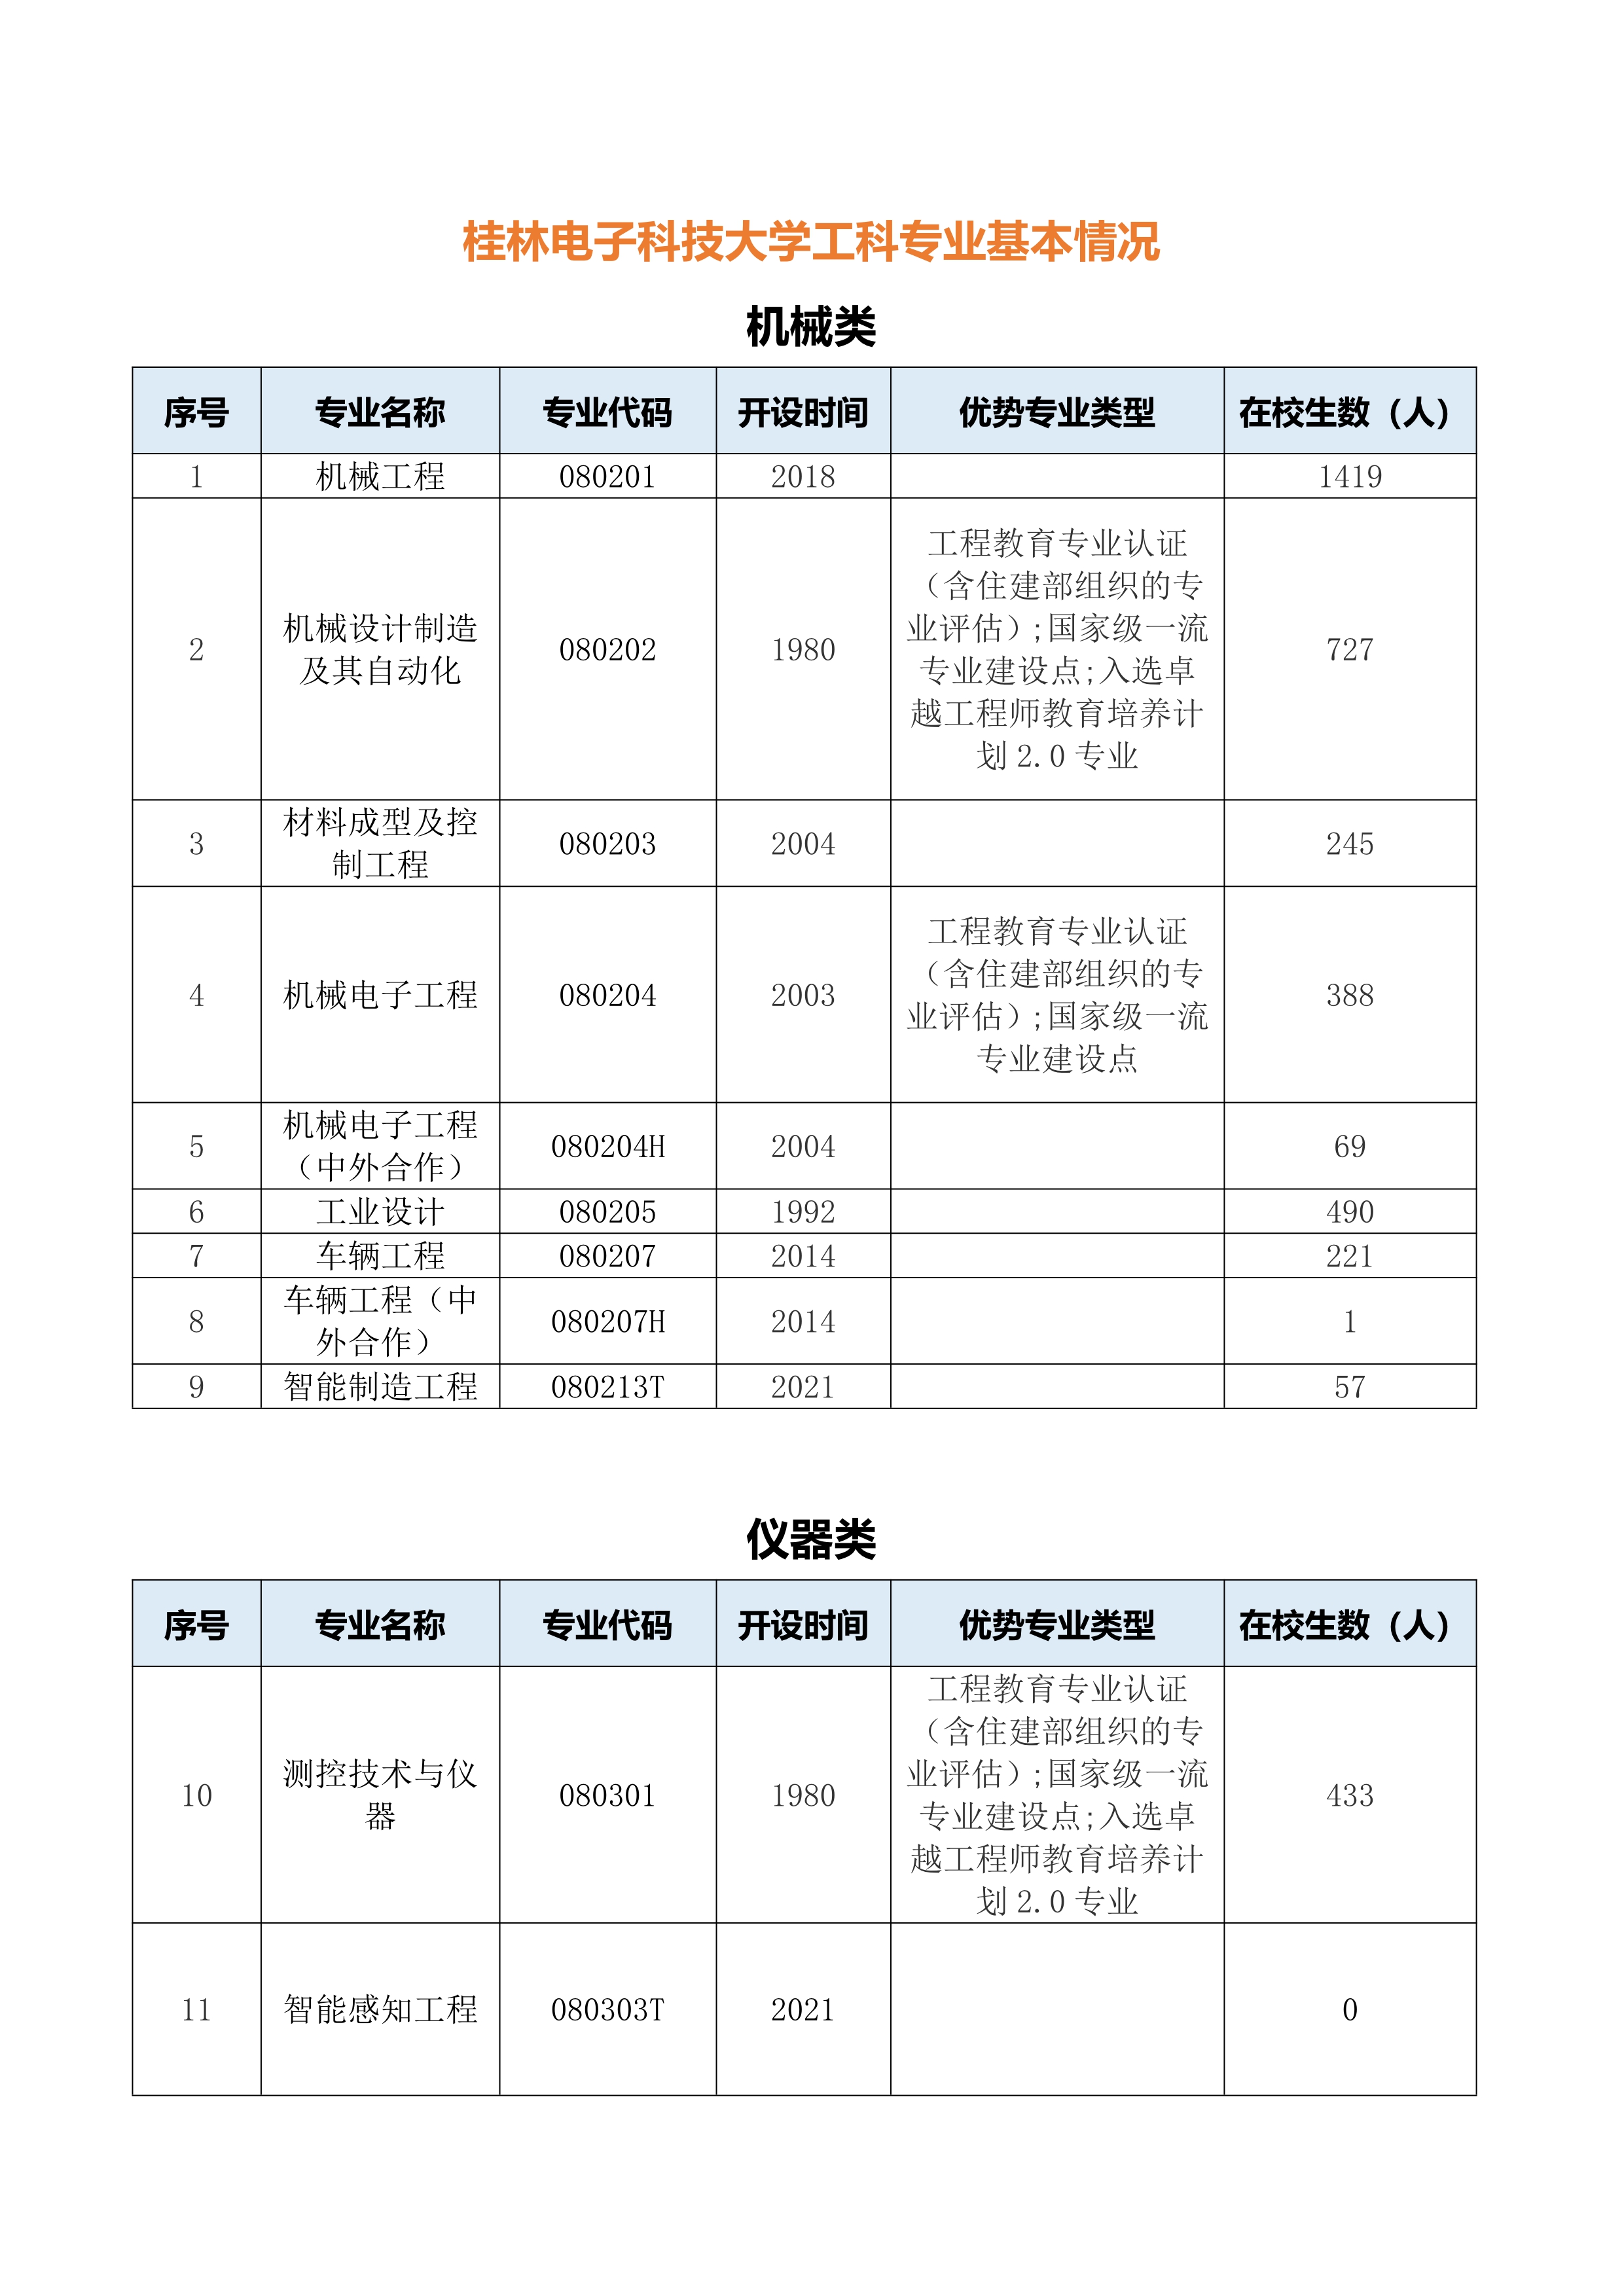 桂林电子科技大学工科专业基本情况
机械类
序号 专业名称 专业代码 开设时间 优势专业类型 在校生数（人）
1 机械工程 080201 2018 1419
2 机械设计制造
及其自动化 080202 1980 工程教育专业认证
（含住建部组织的专
业评估）;国家级一流
专业建设点;入选卓
越工程师教育培养计
划2.0专业 727
3 材料成型及控
制工程 080203 2004 245
4 机械电子工程 080204 2003 工程教育专业认证
（含住建部组织的专
业评估）;国家级一流
专业建设点 388
5 机械电子工程
（中外合作） 080204H 2004 69
6 工业设计 080205 1992 490
7 车辆工程 080207 2014 221
8 车辆工程（中
外合作） 080207H 2014 1
9 智能制造工程 080213T 2021 57
仪器类
序号 专业名称 专业代码 开设时间 优势专业类型 在校生数（人）
10 测控技术与仪
器 080301 1980 工程教育专业认证
（含住建部组织的专
业评估）;国家级一流
专业建设点;入选卓
越工程师教育培养计
划2.0专业 433
11 智能感知工程 080303T 2021 0